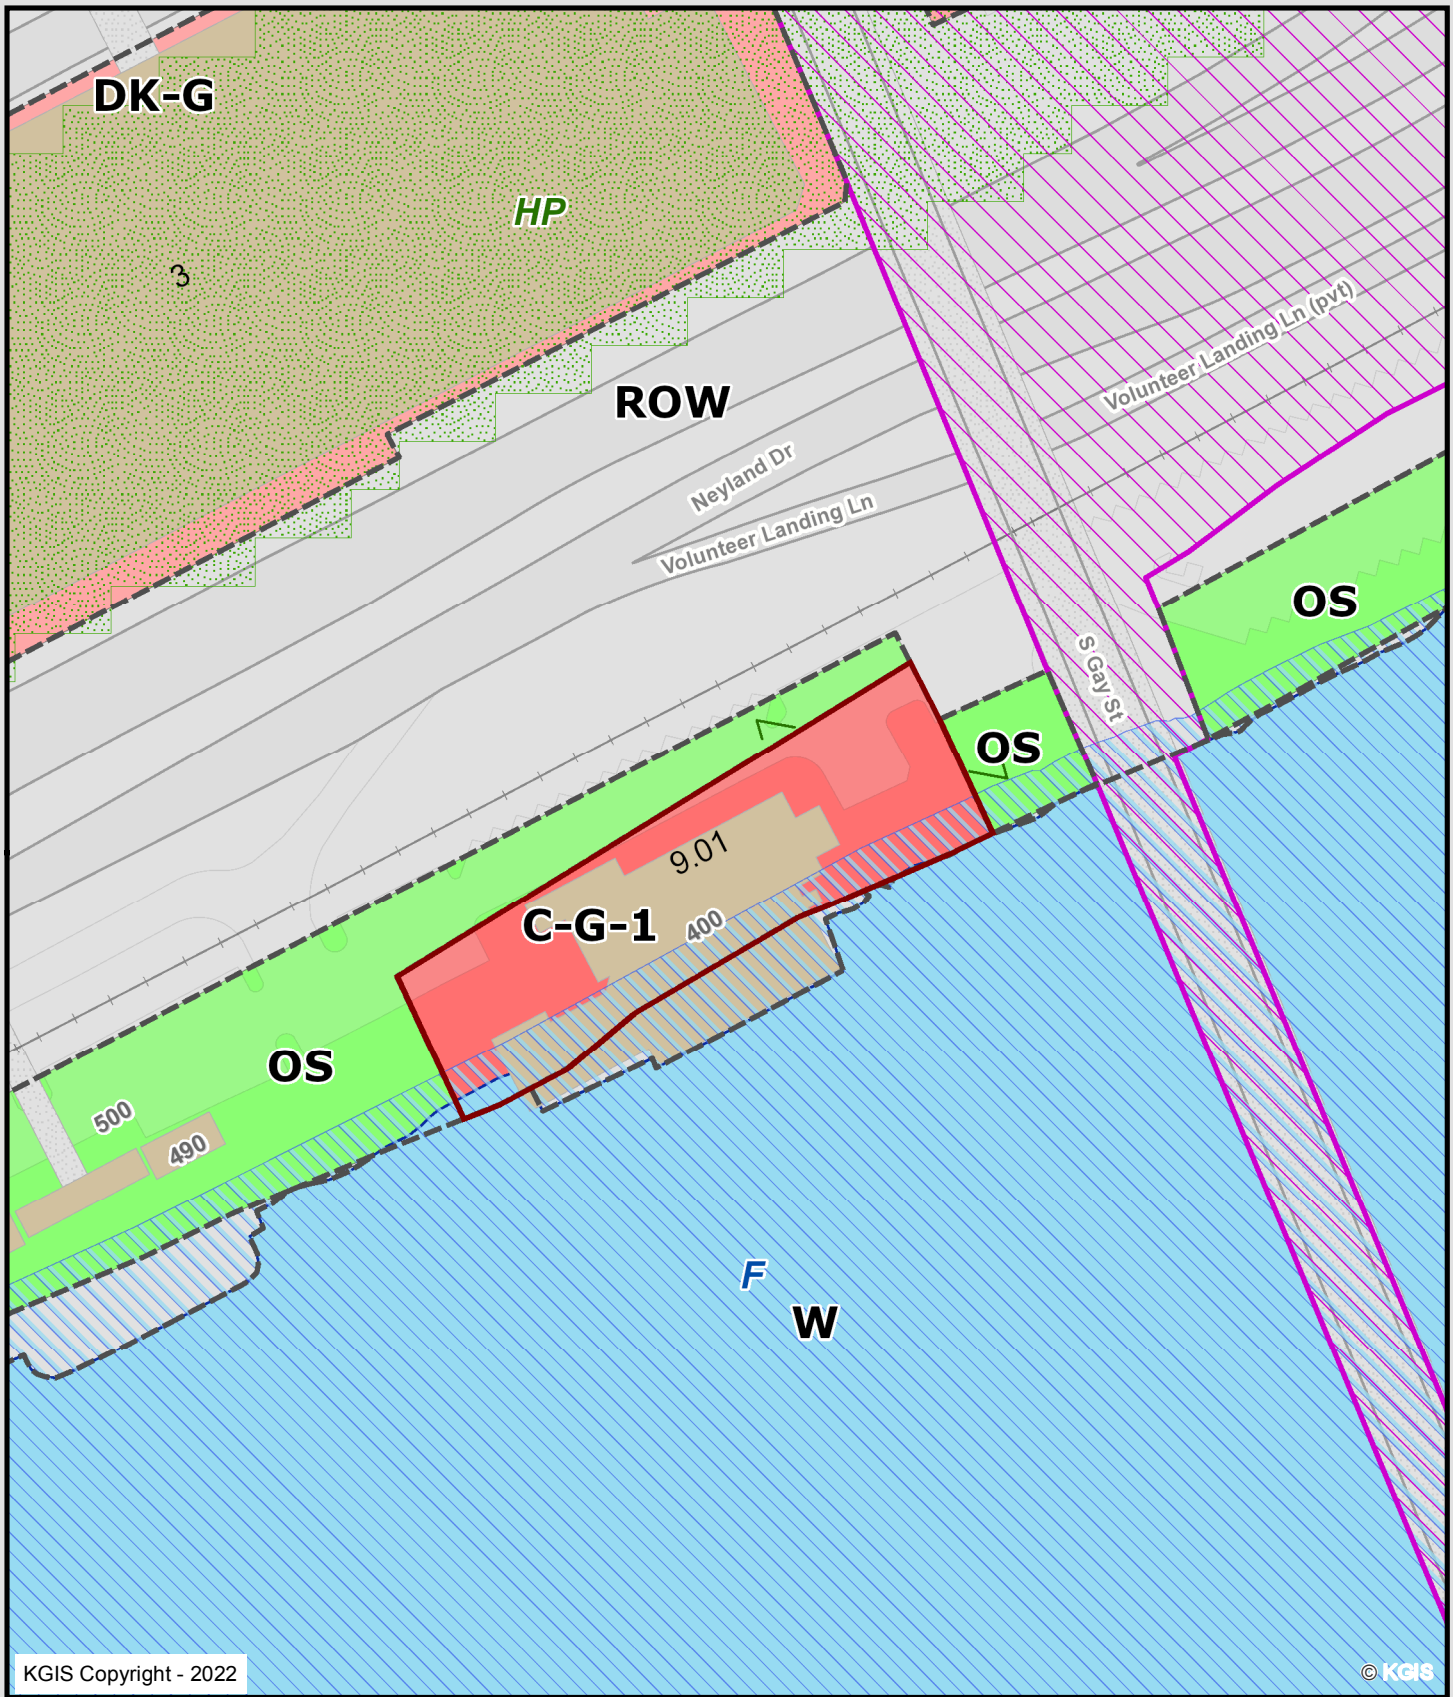 DK-G
HP
3
Volunteer Landing Ln (pvt)
ROW
Neyland Dr
Volunteer Landing Ln
OS
S Gay St
OS
9.01
C-G-1
400
OS
500
490
F
W
KGIS Copyright - 2022
© KGIS